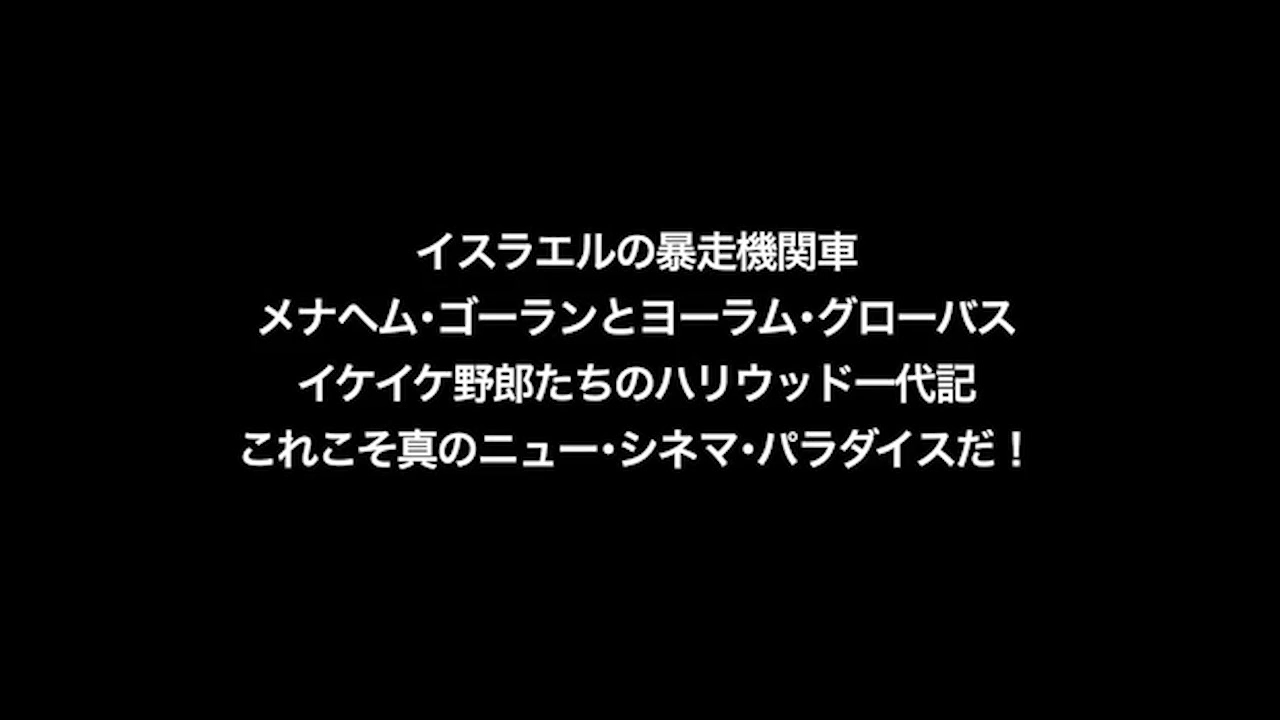 イスラエルの暴走機関車
メナヘム・ゴーランとヨーラム・グローバス
イケイケ野郎たちのハリウッド一代記
これこそ真のニュー・シネマ・パラダイスだ！